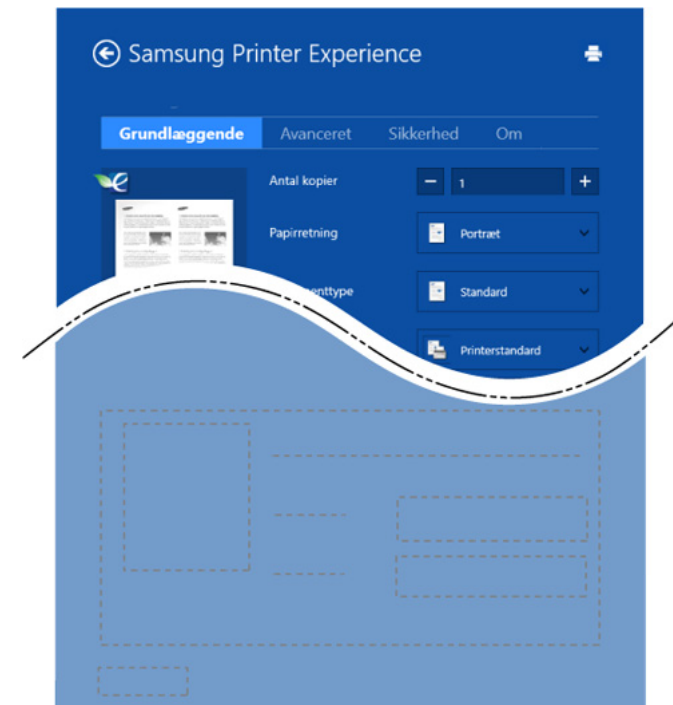 Samsung Printer Experience
Grundlæggende Avanceret Sikkerhed Om
Antal kopier 1
Papirretning Portræt
Standard
Printerstandard